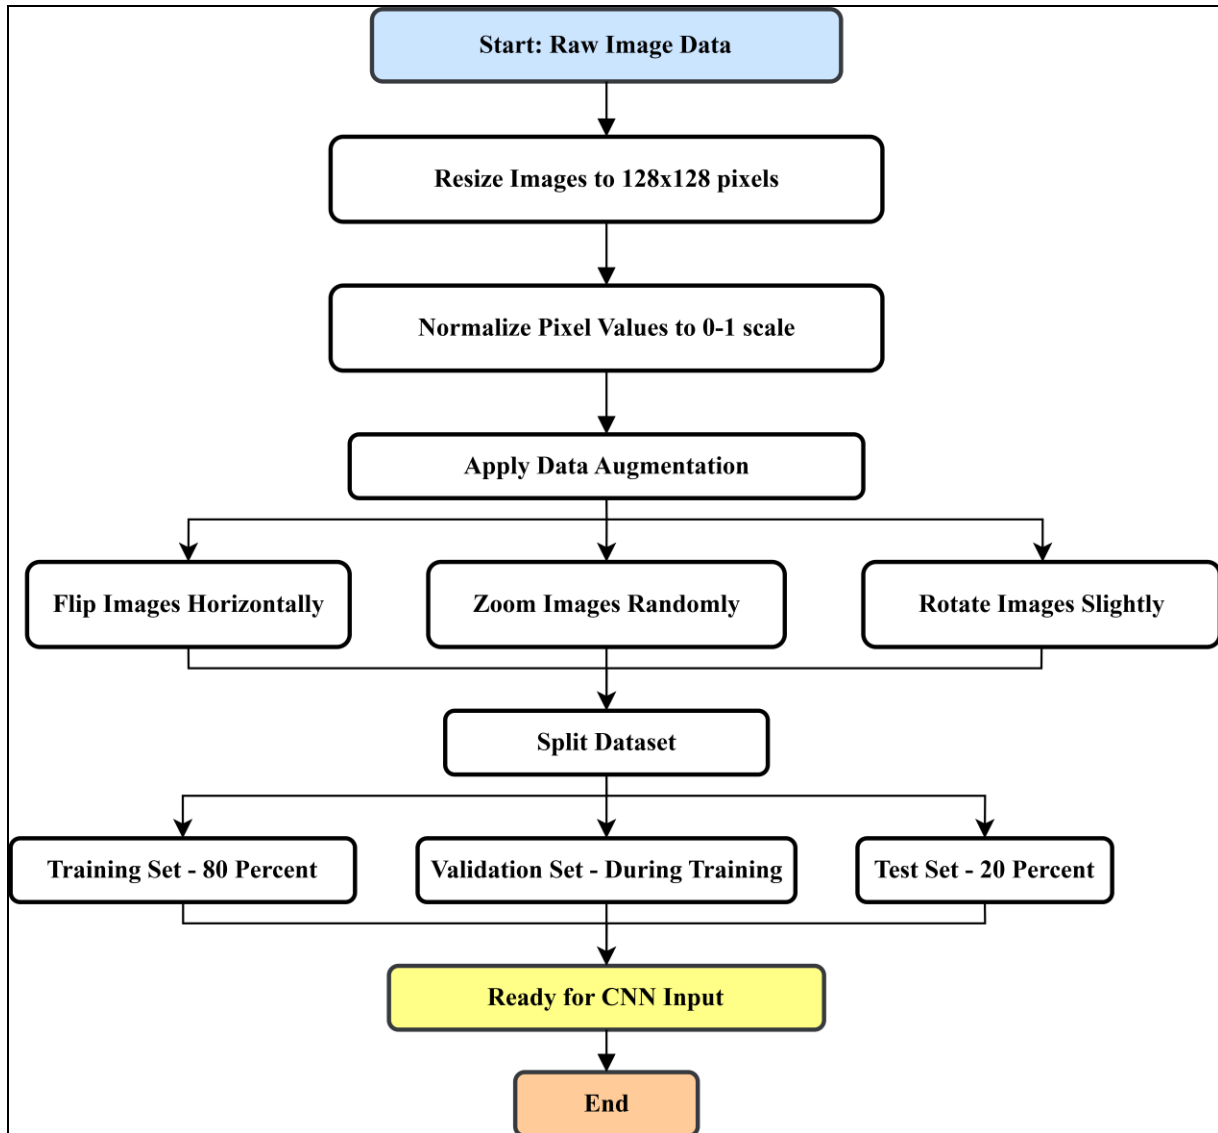 Start: Raw Image Data
Resize Images to 128x128 pixels
Normalize Pixel Values to 0-1 scale
Apply Data Augmentation
Flip Images Horizontally
Zoom Images Randomly
Rotate Images Slightly
Split Dataset
Training Set - 80 Percent
Validation Set - During Training
Test Set - 20 Percent
Ready for CNN Input
End